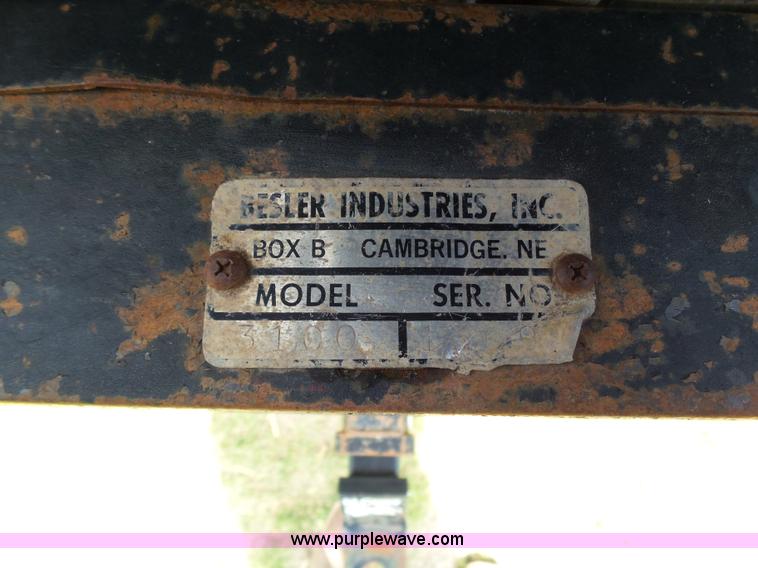 BESLER INDUSTRIES, INC.
BOX B CAMBRIDGE, NE
MODEL SER. NO
3100
www.purplewave.com